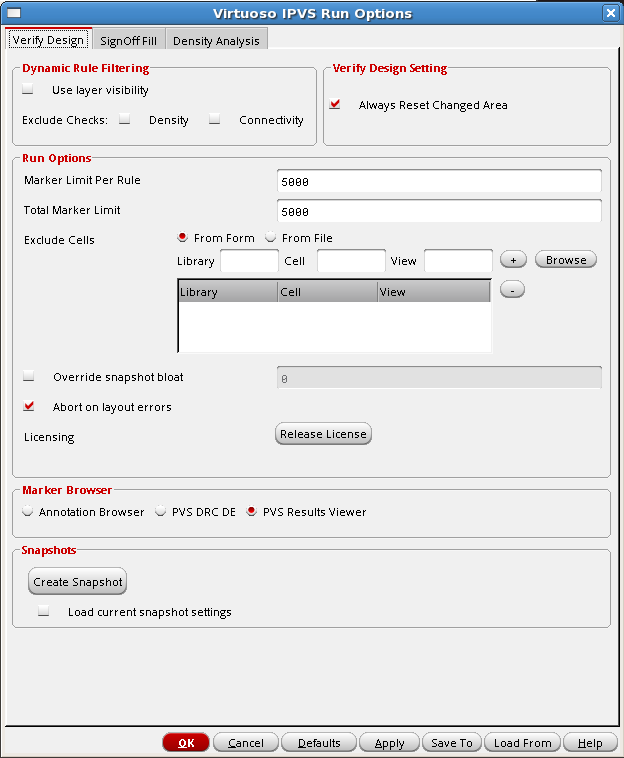 Virtuoso IPVS Run Options
Verify Design SignOff Fill Density Analysis
Dynamic Rule Filtering
Use layer visibility
Exclude Checks: Density Connectivity
Verify Design Setting
Always Reset Changed Area
Run Options
Marker Limit Per Rule 5000
Total Marker Limit 5000
Exclude Cells From Form From File
Library Cell View + Browse
Library Cell View -
Override snapshot bloat 0
Abort on layout errors
Licensing Release License
Marker Browser
Annotation Browser PVS DRC DE PVS Results Viewer
Snapshots
Create Snapshot
Load current snapshot settings
OK Cancel Defaults Apply Save To Load From Help